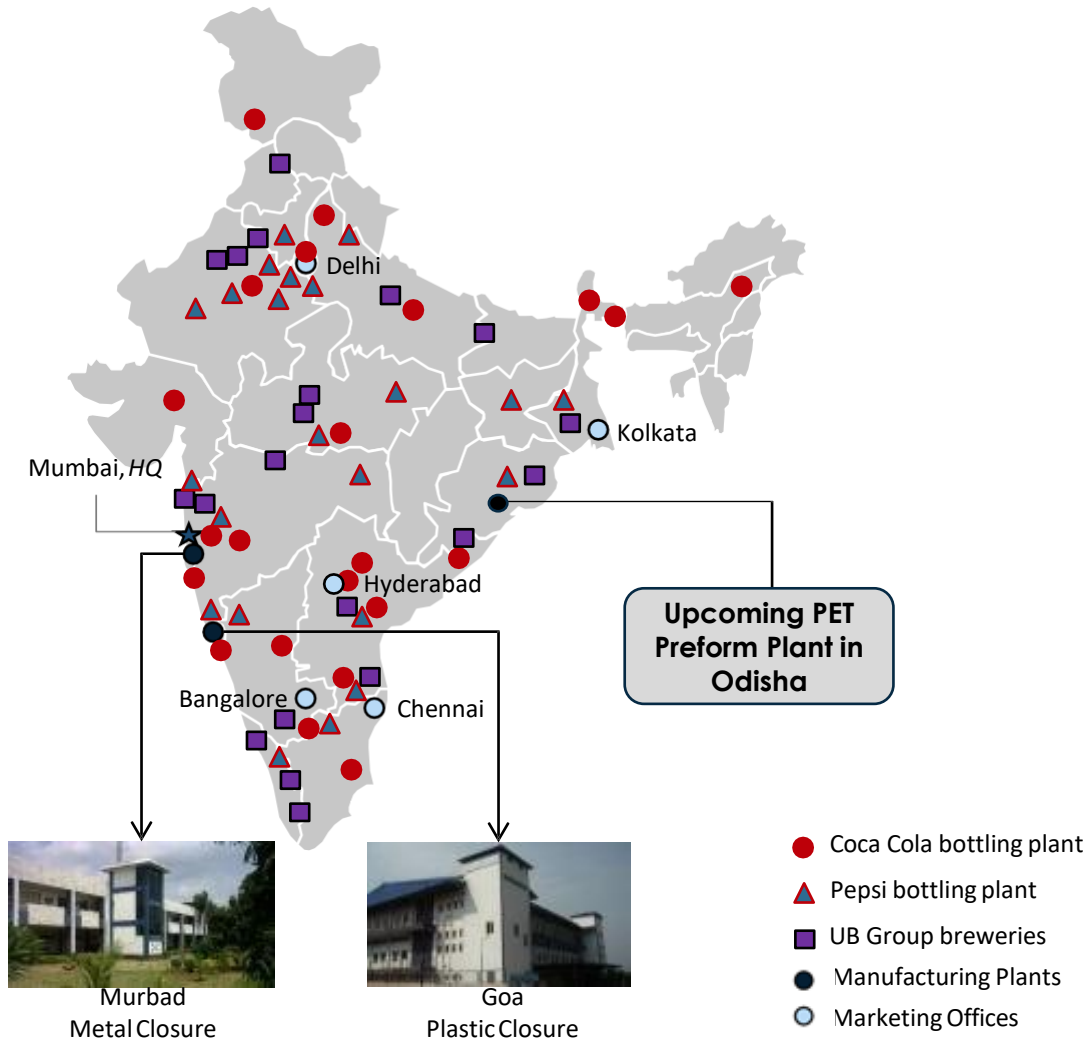 Delhi
Kolkata
Mumbai, HQ
Hyderabad
Upcoming PET
Preform Plant in
Odisha
Bangalore
Chennai
Murbad
Metal Closure
Goa
Plastic Closure
Coca Cola bottling plant
Pepsi bottling plant
UB Group breweries
Manufacturing Plants
Marketing Offices